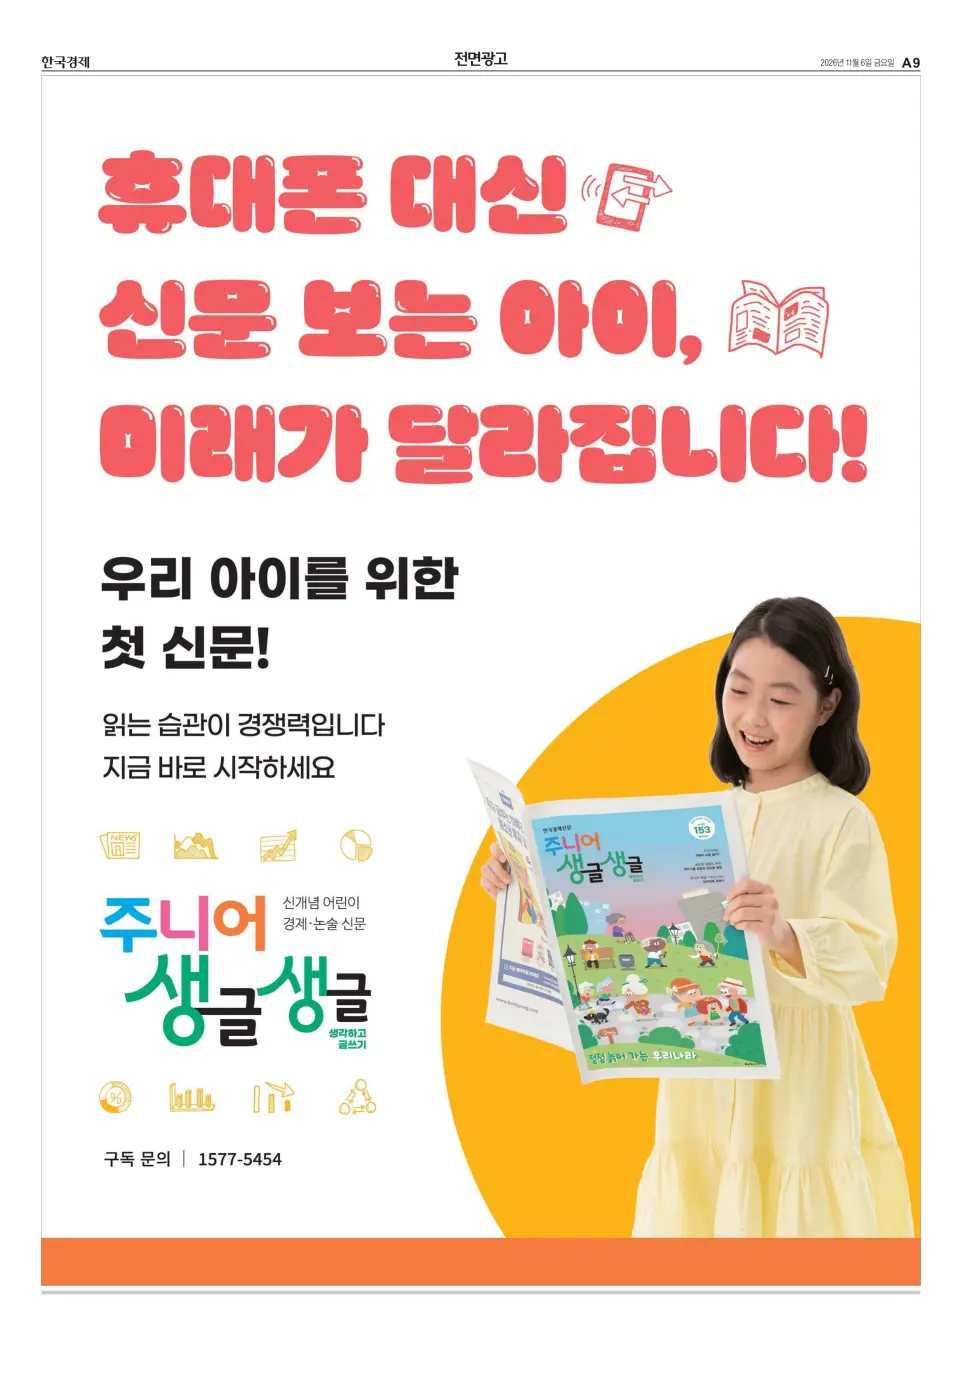 한국경제
전면광고
2026년 11월 6일 금요일 A9
휴대폰 대신
신문 보는 아이,
미래가 달라집니다!
우리 아이를 위한
첫 신문!
읽는 습관이 경쟁력입니다
지금 바로 시작하세요
NEWS
주니어
생글생글
신개념 어린이
경제·논술 신문
생각하고
글쓰기
구독 문의 | 1577-5454
한국경제신문
주니어
생글생글
153
점점 늙어 가는 우리나라